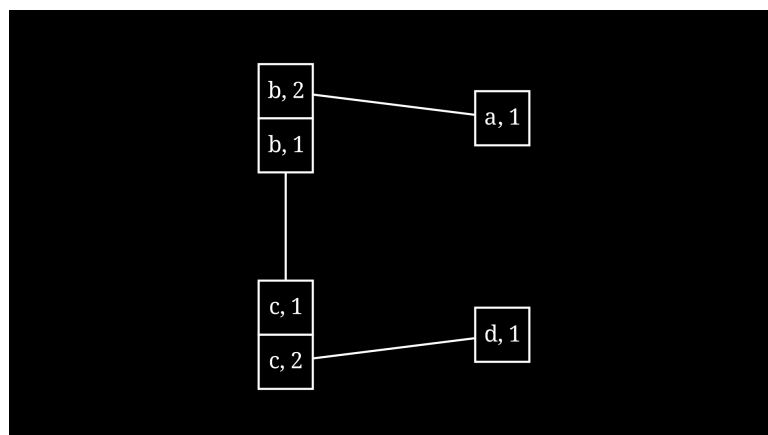 b, 2
a, 1
b, 1
c, 1
d, 1
c, 2